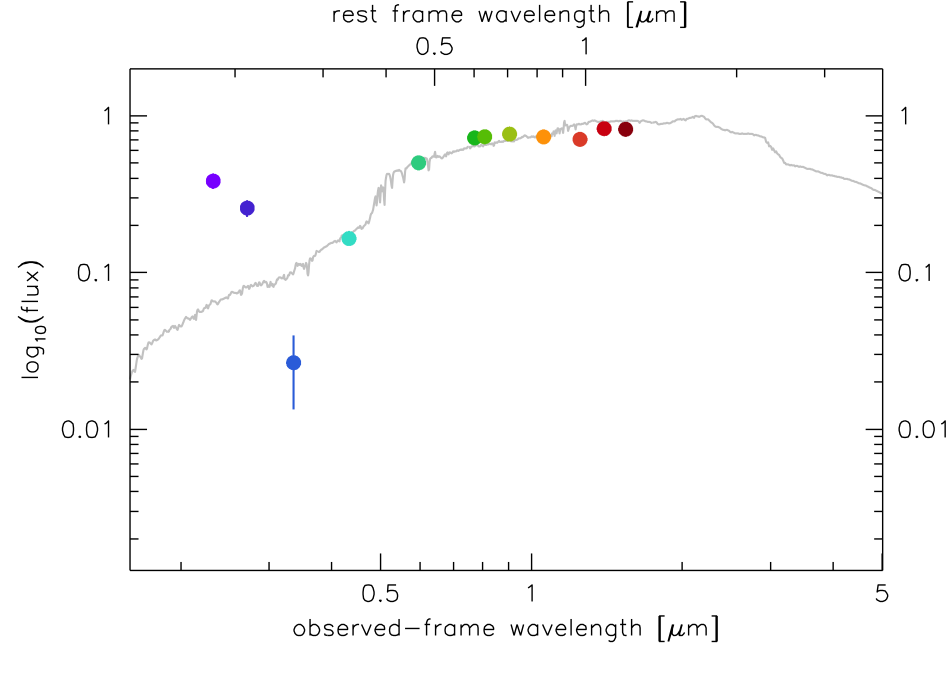 rest frame wavelength [μm]
0.5 1
1 1
0.1 0.1
log10(flux)
0.01 0.01
0.5 1 5
observed-frame wavelength [μm]